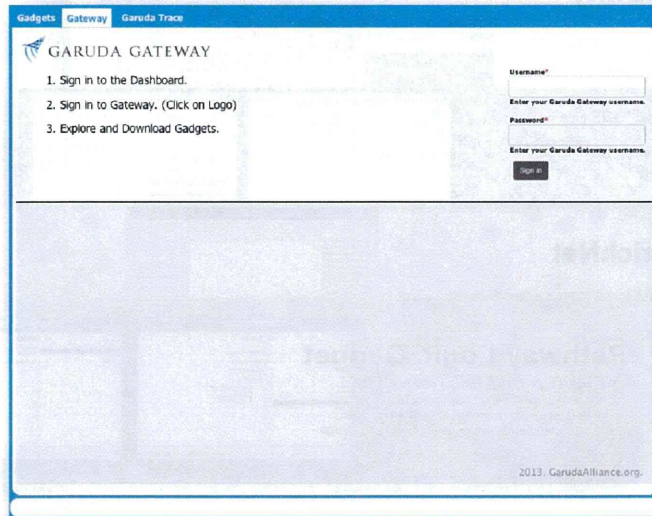 Gadgets Gateway Garuda Trace
GARUDA GATEWAY
1. Sign in to the Dashboard.
2. Sign in to Gateway. (Click on Logo)
3. Explore and Download Gadgets.
Username*
Enter your Garuda Gateway username.
Password*
Enter your Garuda Gateway username.
Sign in
2013. GarudaAlliance.org.